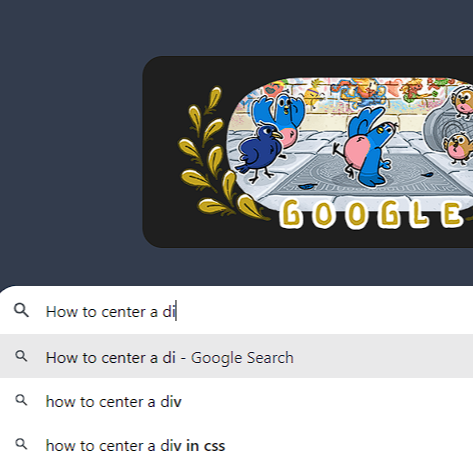 GOOGLE
How to center a di
How to center a di - Google Search
how to center a div
how to center a div in css